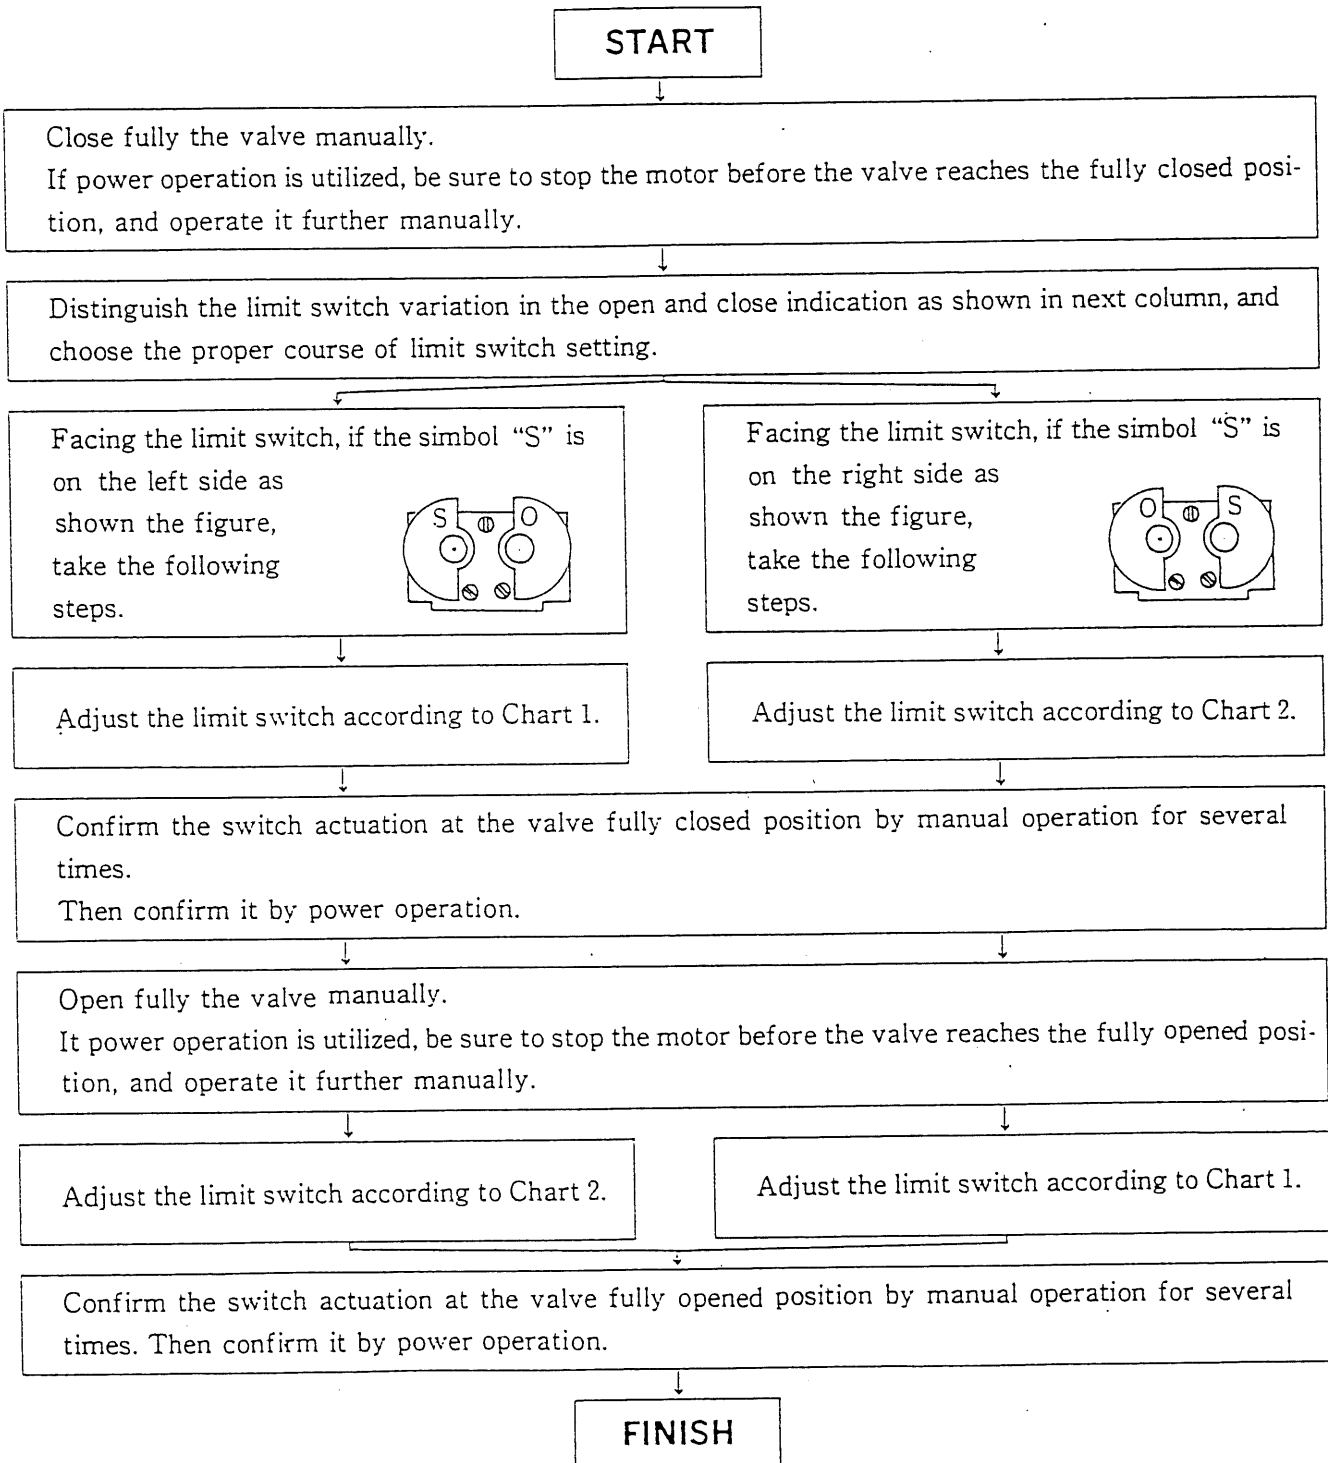 START
Close fully the valve manually.
If power operation is utilized, be sure to stop the motor before the valve reaches the fully closed posi-
tion, and operate it further manually.
Distinguish the limit switch variation in the open and close indication as shown in next column, and
choose the proper course of limit switch setting.
Facing the limit switch, if the simbol “S” is
on the left side as
shown the figure,
take the following
steps.
S O
Facing the limit switch, if the simbol “S” is
on the right side as
shown the figure,
take the following
steps.
O S
Adjust the limit switch according to Chart 1.
Adjust the limit switch according to Chart 2.
Confirm the switch actuation at the valve fully closed position by manual operation for several
times.
Then confirm it by power operation.
Open fully the valve manually.
It power operation is utilized, be sure to stop the motor before the valve reaches the fully opened posi-
tion, and operate it further manually.
Adjust the limit switch according to Chart 2.
Adjust the limit switch according to Chart 1.
Confirm the switch actuation at the valve fully opened position by manual operation for several
times. Then confirm it by power operation.
FINISH